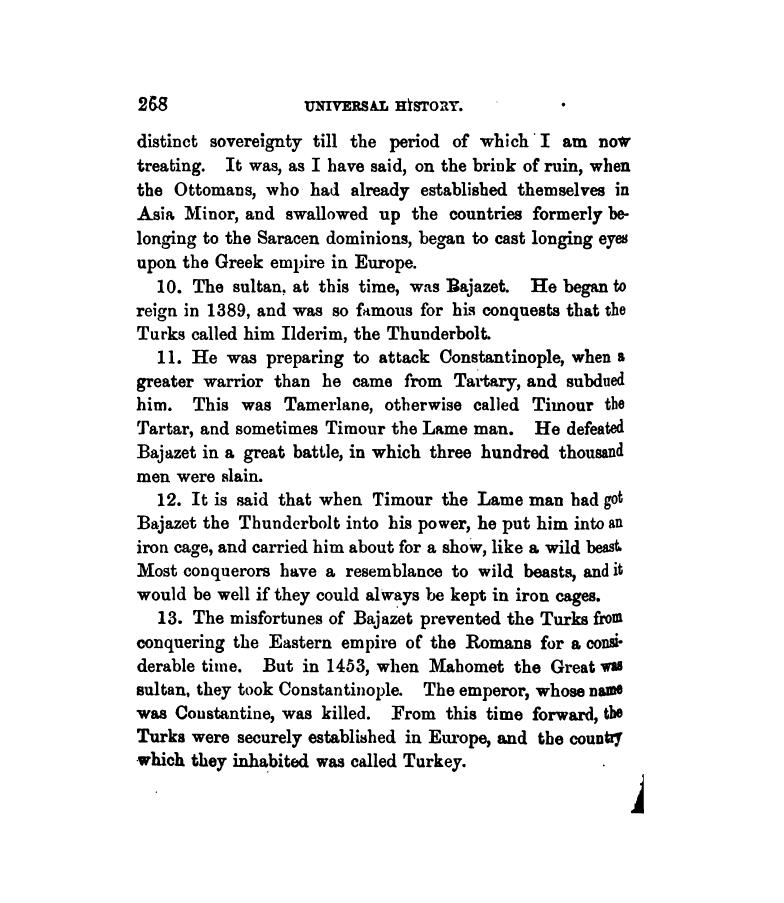 268 UNIVERSAL HISTORY.
distinct sovereignty till the period of which I am now
treating. It was, as I have said, on the brink of ruin, when
the Ottomans, who had already established themselves in
Asia Minor, and swallowed up the countries formerly be-
longing to the Saracen dominions, began to cast longing eyes
upon the Greek empire in Europe.
10. The sultan, at this time, was Bajazet. He began to
reign in 1389, and was so famous for his conquests that the
Turks called him Ilderim, the Thunderbolt.
11. He was preparing to attack Constantinople, when a
greater warrior than he came from Tartary, and subdued
him. This was Tamerlane, otherwise called Timour the
Tartar, and sometimes Timour the Lame man. He defeated
Bajazet in a great battle, in which three hundred thousand
men were slain.
12. It is said that when Timour the Lame man had got
Bajazet the Thunderbolt into his power, he put him into an
iron cage, and carried him about for a show, like a wild beast.
Most conquerors have a resemblance to wild beasts, and it
would be well if they could always be kept in iron cages.
13. The misfortunes of Bajazet prevented the Turks from
conquering the Eastern empire of the Romans for a consi-
derable time. But in 1453, when Mahomet the Great was
sultan, they took Constantinople. The emperor, whose name
was Constantine, was killed. From this time forward, the
Turks were securely established in Europe, and the country
which they inhabited was called Turkey.